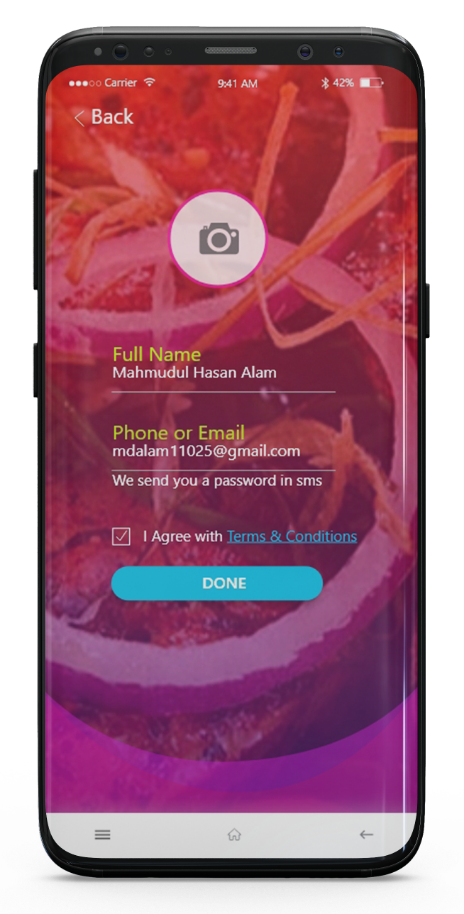 Carrier 9:41 AM 42%
Back
Full Name
Mahmudul Hasan Alam
Phone or Email
mdalam11025@gmail.com
We send you a password in sms
I Agree with Terms & Conditions
DONE